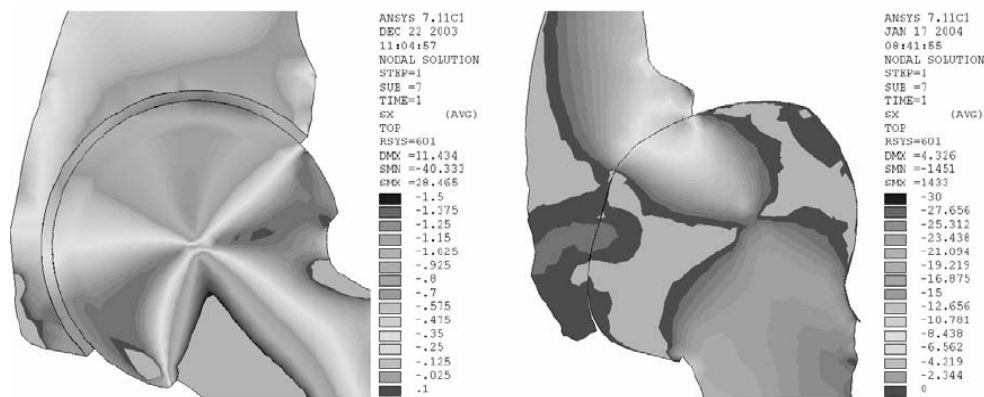 ANSYS 7.11C1
DEC 22 2003
11:04:57
NODAL SOLUTION
STEP=1
SUB =7
TIME=1
SX (AVG)
TOP
RSYS=601
DMX =11.434
SMN =-40.333
SMX =28.465
-1.5
-1.375
-1.25
-1.15
-1.025
-.925
-.8
-.7
-.575
-.475
-.35
-.25
-.125
-.025
.1
ANSYS 7.11C1
JAN 17 2004
08:41:55
NODAL SOLUTION
STEP=1
SUB =7
TIME=1
SX (AVG)
TOP
RSYS=601
DMX =4.326
SMN =-1451
SMX =1433
-30
-27.656
-25.312
-23.438
-21.094
-19.219
-16.875
-15
-12.656
-10.781
-8.438
-6.562
-4.219
-2.344
0